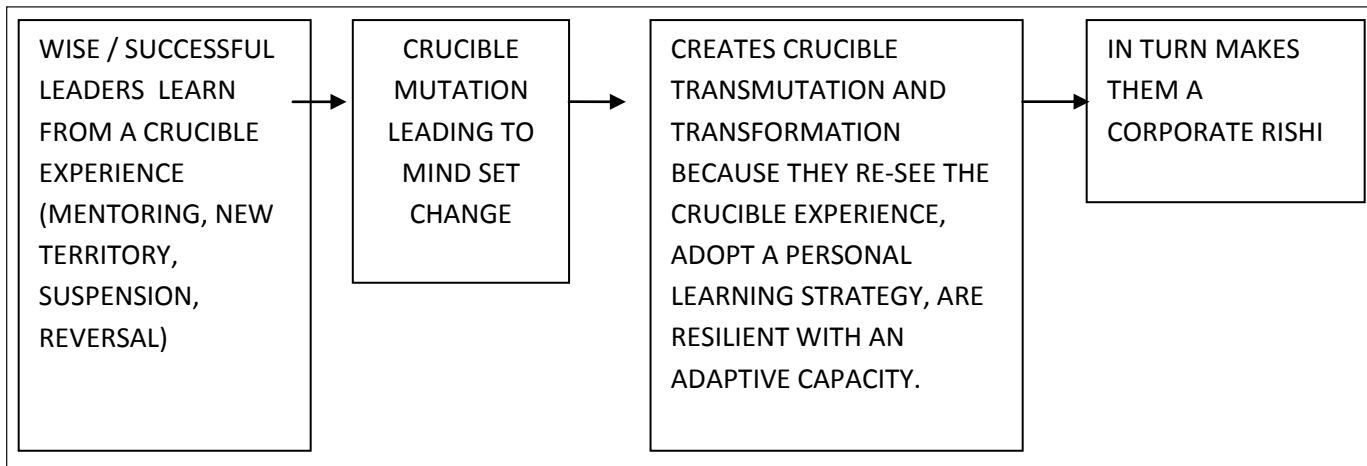 WISE / SUCCESSFUL
LEADERS LEARN
FROM A CRUCIBLE
EXPERIENCE
(MENTORING, NEW
TERRITORY,
SUSPENSION,
REVERSAL)
CRUCIBLE
MUTATION
LEADING TO
MIND SET
CHANGE
CREATES CRUCIBLE
TRANSMUTATION AND
TRANSFORMATION
BECAUSE THEY RE-SEE THE
CRUCIBLE EXPERIENCE,
ADOPT A PERSONAL
LEARNING STRATEGY, ARE
RESILIENT WITH AN
ADAPTIVE CAPACITY.
IN TURN MAKES
THEM A
CORPORATE RISHI